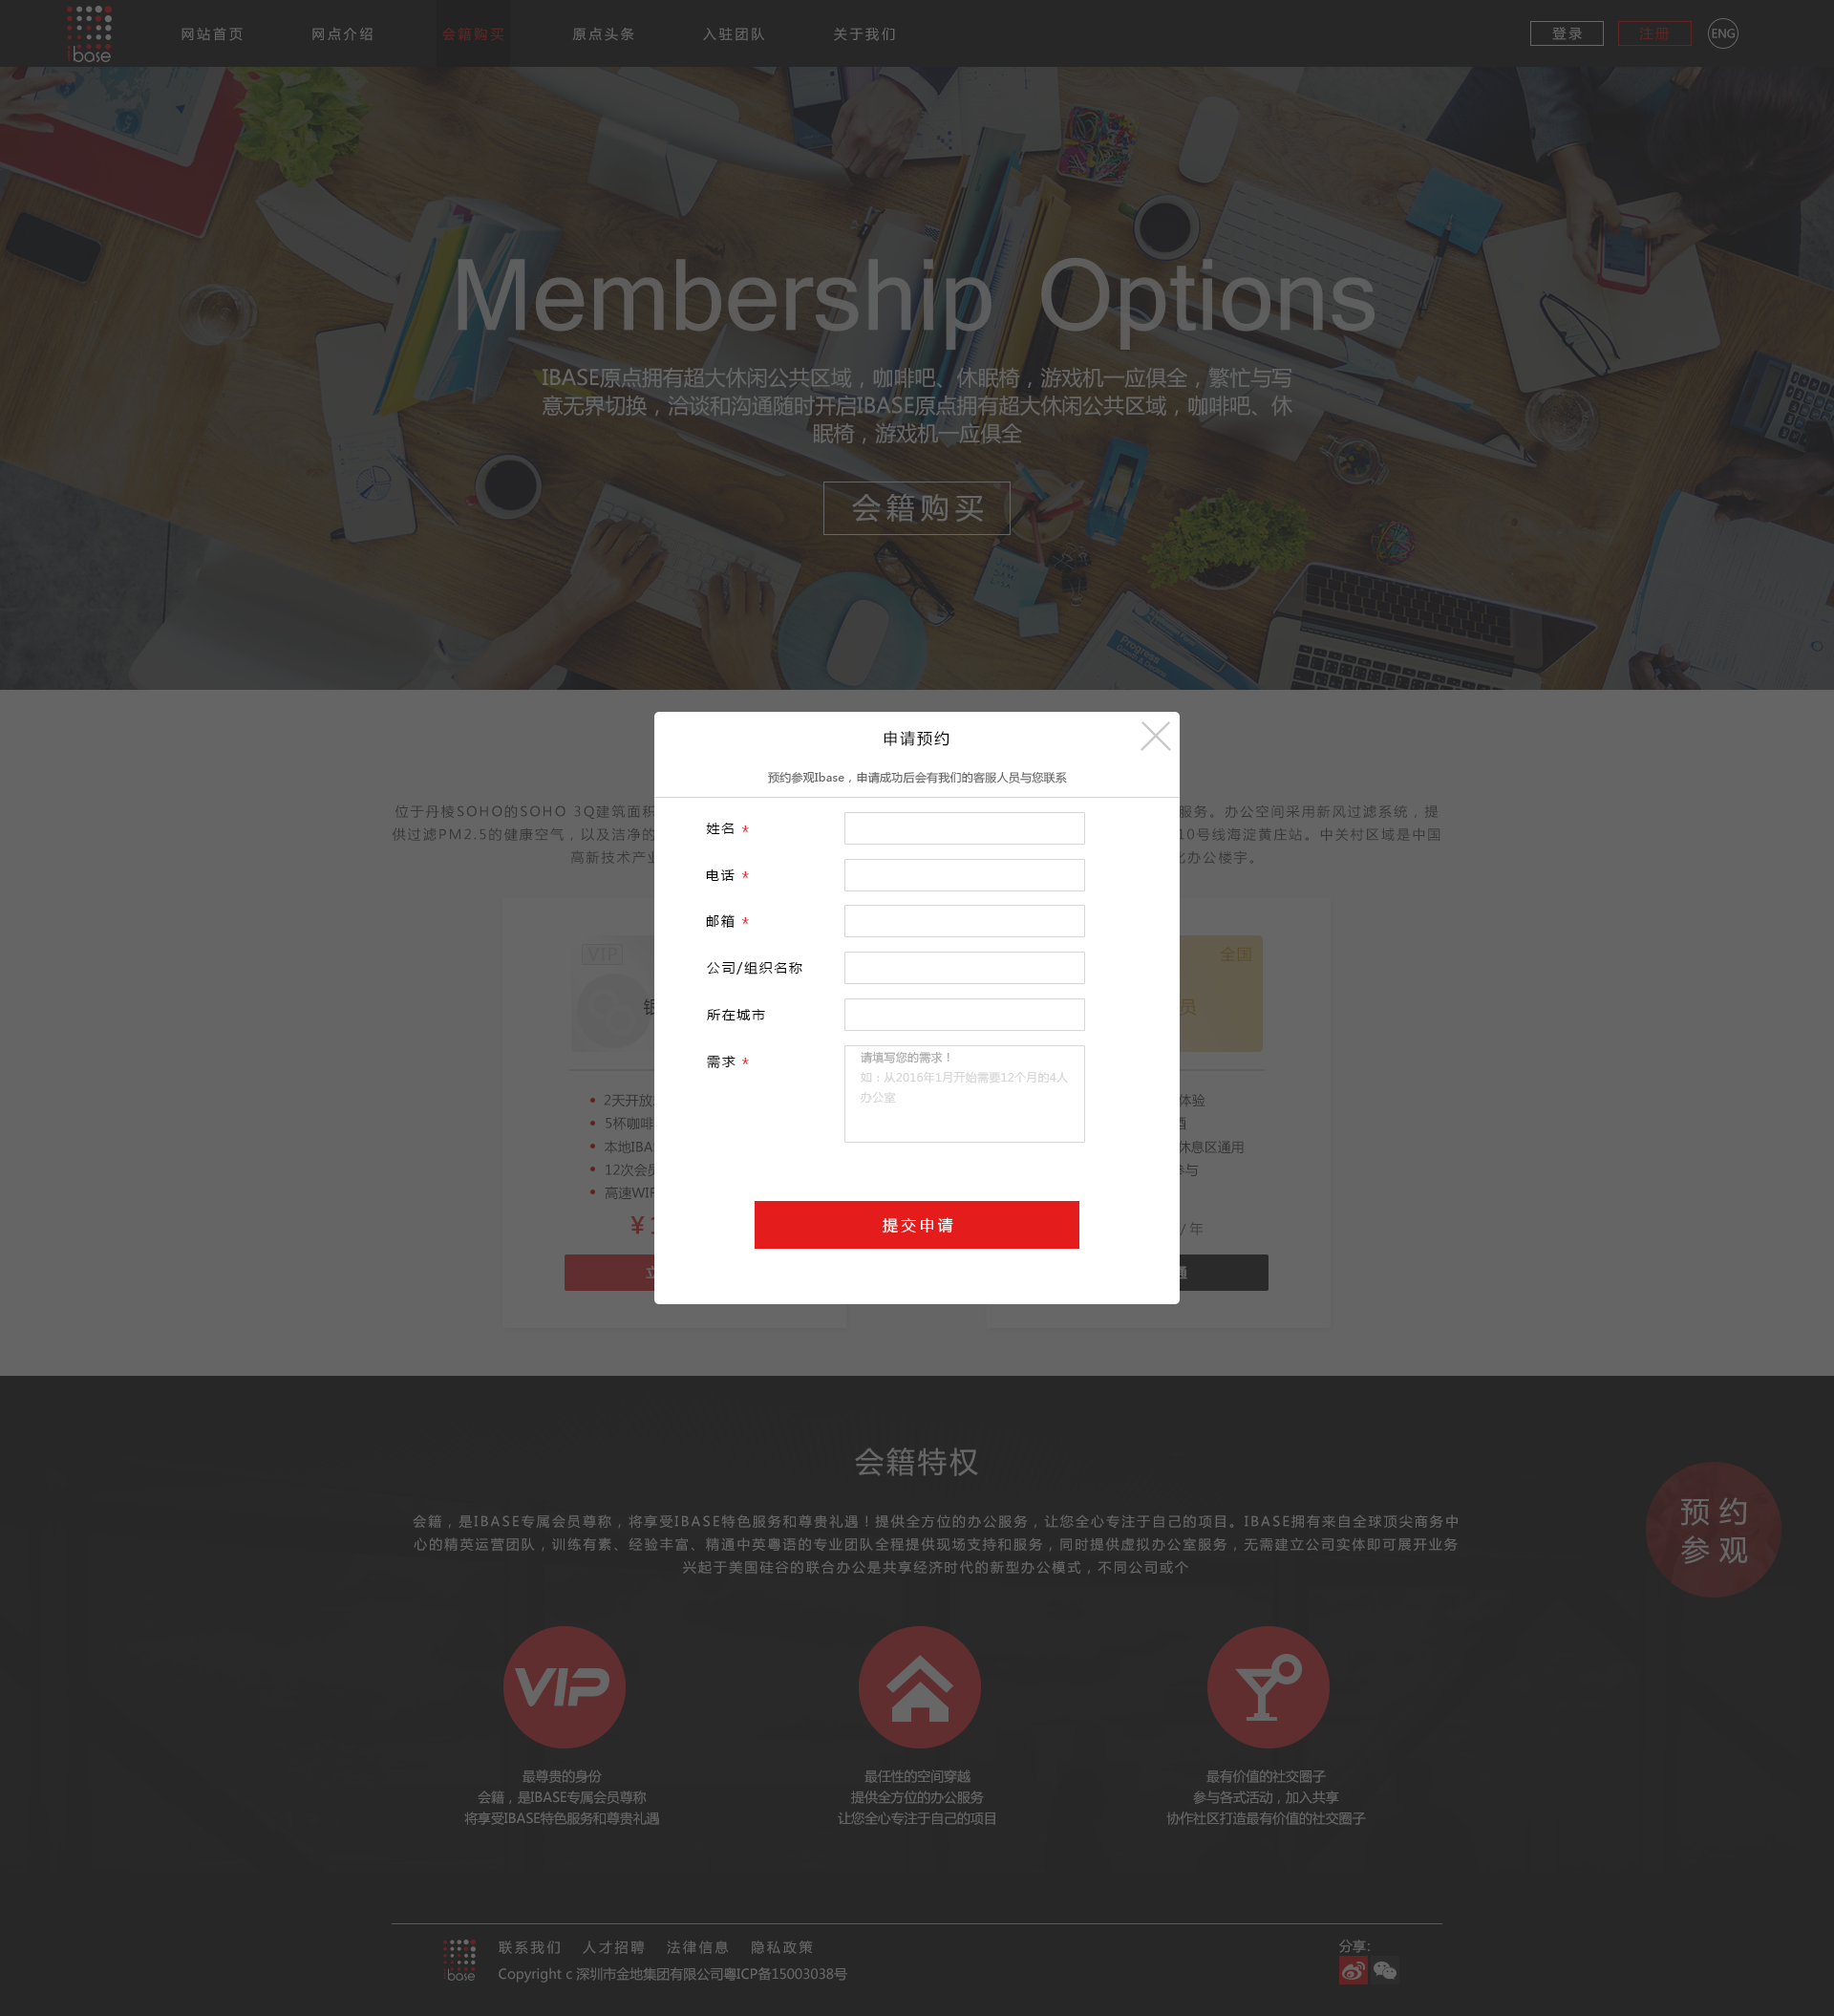 网站首页
网点介绍
会籍购买
原点头条
入驻团队
关于我们
登录
注册
ENG
Ibase
Membership Options
IBASE原点拥有超大休闲公共区域，咖啡吧、休眠椅，游戏机一应俱全，繁忙与写
意无界切换，洽谈和沟通随时开启IBASE原点拥有超大休闲公共区域，咖啡吧、休
眠椅，游戏机一应俱全
会籍购买
申请预约
预约参观Ibase，申请成功后会有我们的客服人员与您联系
姓名 *
电话 *
邮箱 *
公司/组织名称
所在城市
需求 *
请填写您的需求！
如：从2016年1月开始需要12个月的4人
办公室
提交申请
位于丹棱SOHO的SOHO 3Q建筑面积
服务。办公空间采用新风过滤系统，提
供过滤PM2.5的健康空气，以及洁净的
10号线海淀黄庄站。中关村区域是中国
高新技术产业
化办公楼宇。
VIP
银
全国
员
2天开放
体验
5杯咖啡
酒
本地IBA
休息区通用
12次会员
参与
高速WIF
¥
/ 年
立
通
会籍特权
会籍，是IBASE专属会员尊称，将享受IBASE特色服务和尊贵礼遇！提供全方位的办公服务，让您全心专注于自己的项目。IBASE拥有来自全球顶尖商务中
心的精英运营团队，训练有素、经验丰富、精通中英粤语的专业团队全程提供现场支持和服务，同时提供虚拟办公室服务，无需建立公司实体即可展开业务
兴起于美国硅谷的联合办公是共享经济时代的新型办公模式，不同公司或个
预约
参观
VIP
最尊贵的身份
会籍，是IBASE专属会员尊称
将享受IBASE特色服务和尊贵礼遇
最任性的空间穿越
提供全方位的办公服务
让您全心专注于自己的项目
最有价值的社交圈子
参与各式活动，加入共享
协作社区打造最有价值的社交圈子
Ibase
联系我们
人才招聘
法律信息
隐私政策
Copyright c 深圳市金地集团有限公司粤ICP备15003038号
分享: